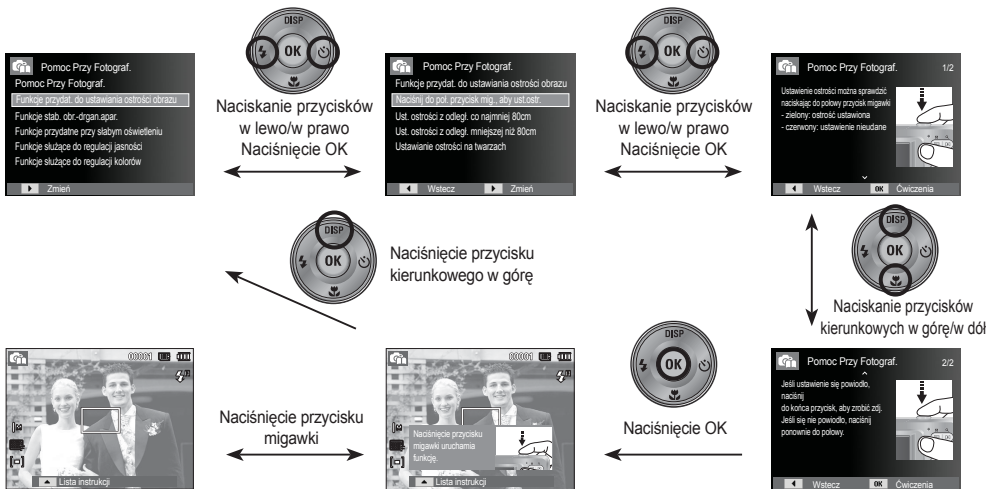 DISP
OK
Naciskanie przycisków
w lewo/w prawo
Naciśnięcie OK
DISP
OK
Naciskanie przycisków
w lewo/w prawo
Naciśnięcie OK
Pomoc Przy Fotograf.
Pomoc Przy Fotograf.
Funkcje przydat. do ustawiania ostrości obrazu
Funkcje stab. obr.-drgan.apar.
Funkcje przydatne przy słabym oświetleniu
Funkcje służące do regulacji jasności
Funkcje służące do regulacji kolorów
Zmień
Pomoc Przy Fotograf.
Funkcje przydat. do ustawiania ostrości obrazu
Naciśnij do poł. przycisk mig., aby ust.ostr.
Ust. ostrości z odległ. co najmniej 80cm
Ust. ostrości z odległ. mniejszej niż 80cm
Ustawianie ostrości na twarzach
Wstecz
Zmień
Pomoc Przy Fotograf. 1/2
Ustawienie ostrości można sprawdzić
naciskając do połowy przycisk migawki
- zielony: ostrość ustawiona
- czerwony: ustawienie nieudane
Wstecz
OK Ćwiczenia
DISP
OK
Naciśnięcie przycisku
kierunkowego w górę
DISP
OK
Naciskanie przycisków
kierunkowych w górę/w dół
00001
Lista instrukcji
Naciśnięcie przycisku
migawki
00001
Naciśnięcie przycisku
migawki uruchamia
funkcję.
Lista instrukcji
DISP
OK
Naciśnięcie OK
Pomoc Przy Fotograf. 2/2
Jeśli ustawienie się powiodło,
naciśnij
do końca przycisk, aby zrobić zdj.
Jeśli się nie powiodło, naciśnij
ponownie do połowy.
Wstecz
OK Ćwiczenia